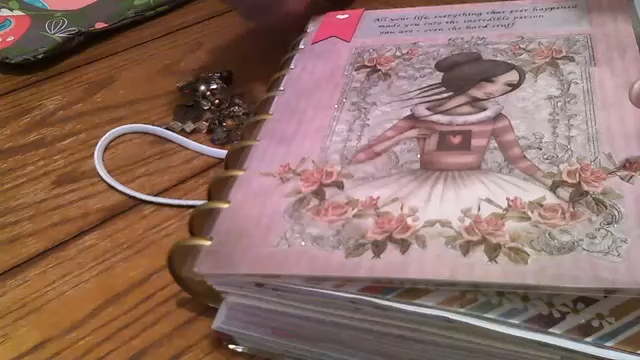 All your life, everything that ever happened
made you into the incredible person
you are - even the hard stuff